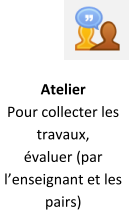 Atelier
Pour collecter les
travaux,
évaluer (par
l’enseignant et les
pairs)